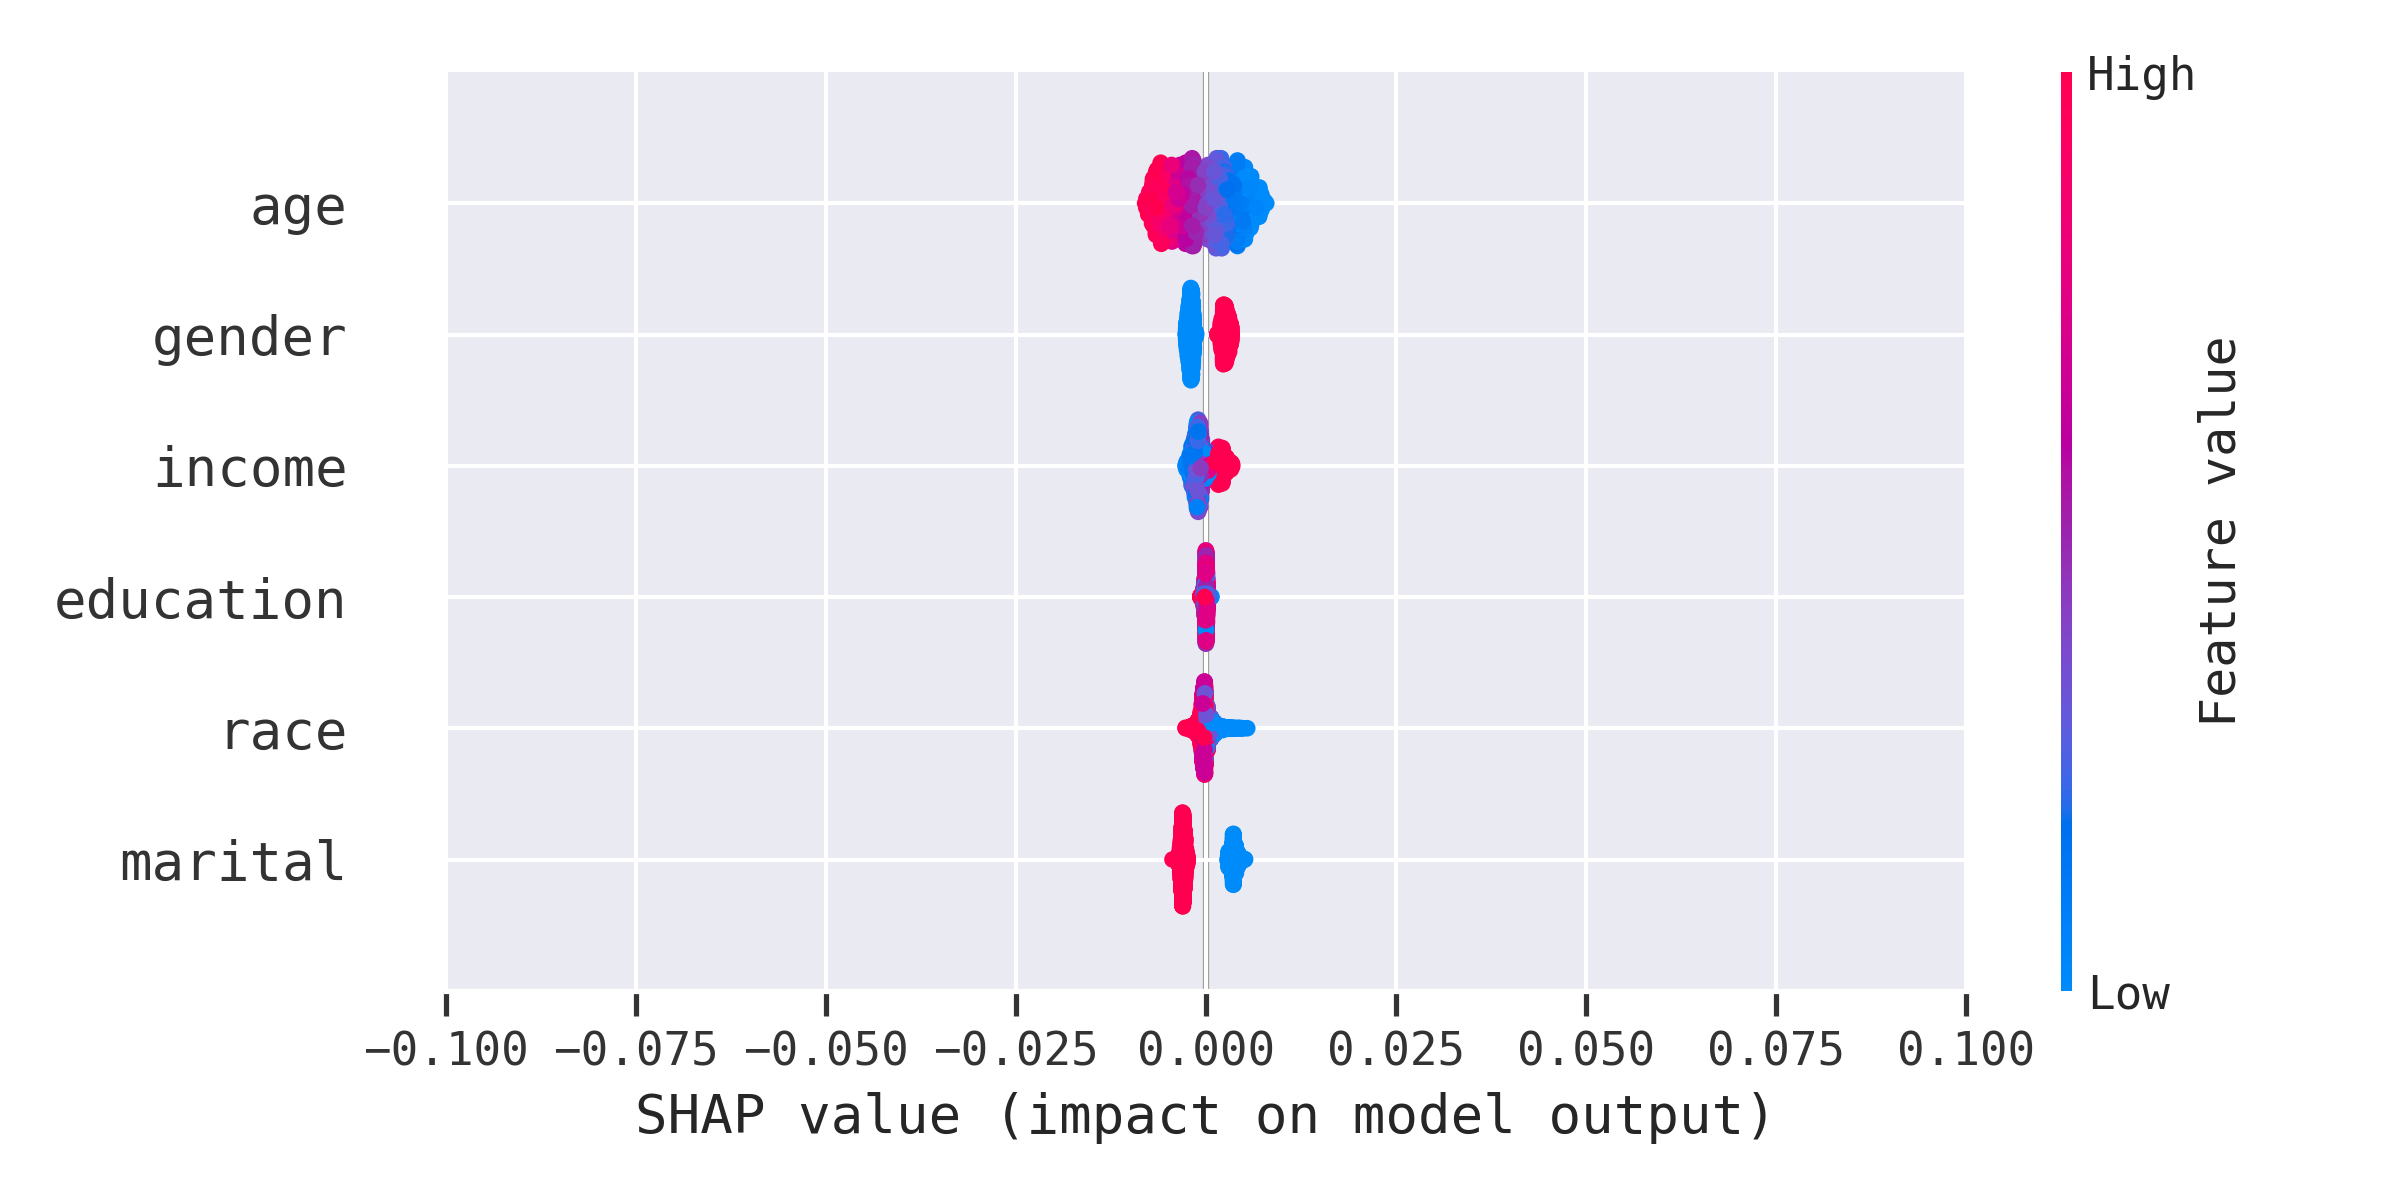 High
age
gender
income
education
race
marital
Feature value
Low
−0.100 −0.075 −0.050 −0.025 0.000 0.025 0.050 0.075 0.100
SHAP value (impact on model output)